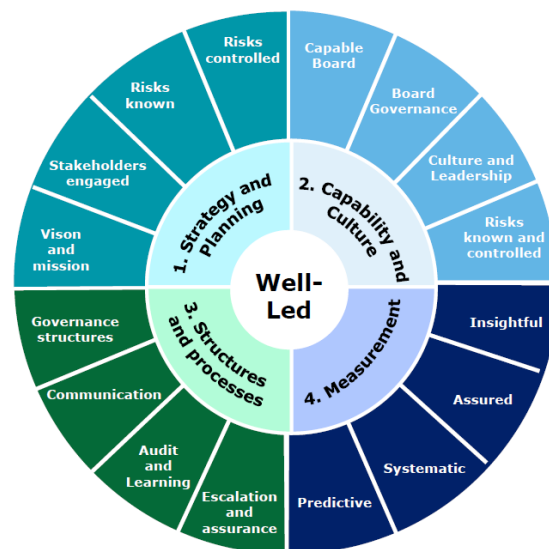 Well-
Led
1. Strategy and
Planning
Vison
and
mission
Stakeholders
engaged
Risks
known
Risks
controlled
2. Capability and
Culture
Capable
Board
Board
Governance
Culture and
Leadership
Risks
known and
controlled
3. Structures
and processes
Governance
structures
Communication
Audit
and
Learning
Escalation
and
assurance
4. Measurement
Insightful
Assured
Systematic
Predictive